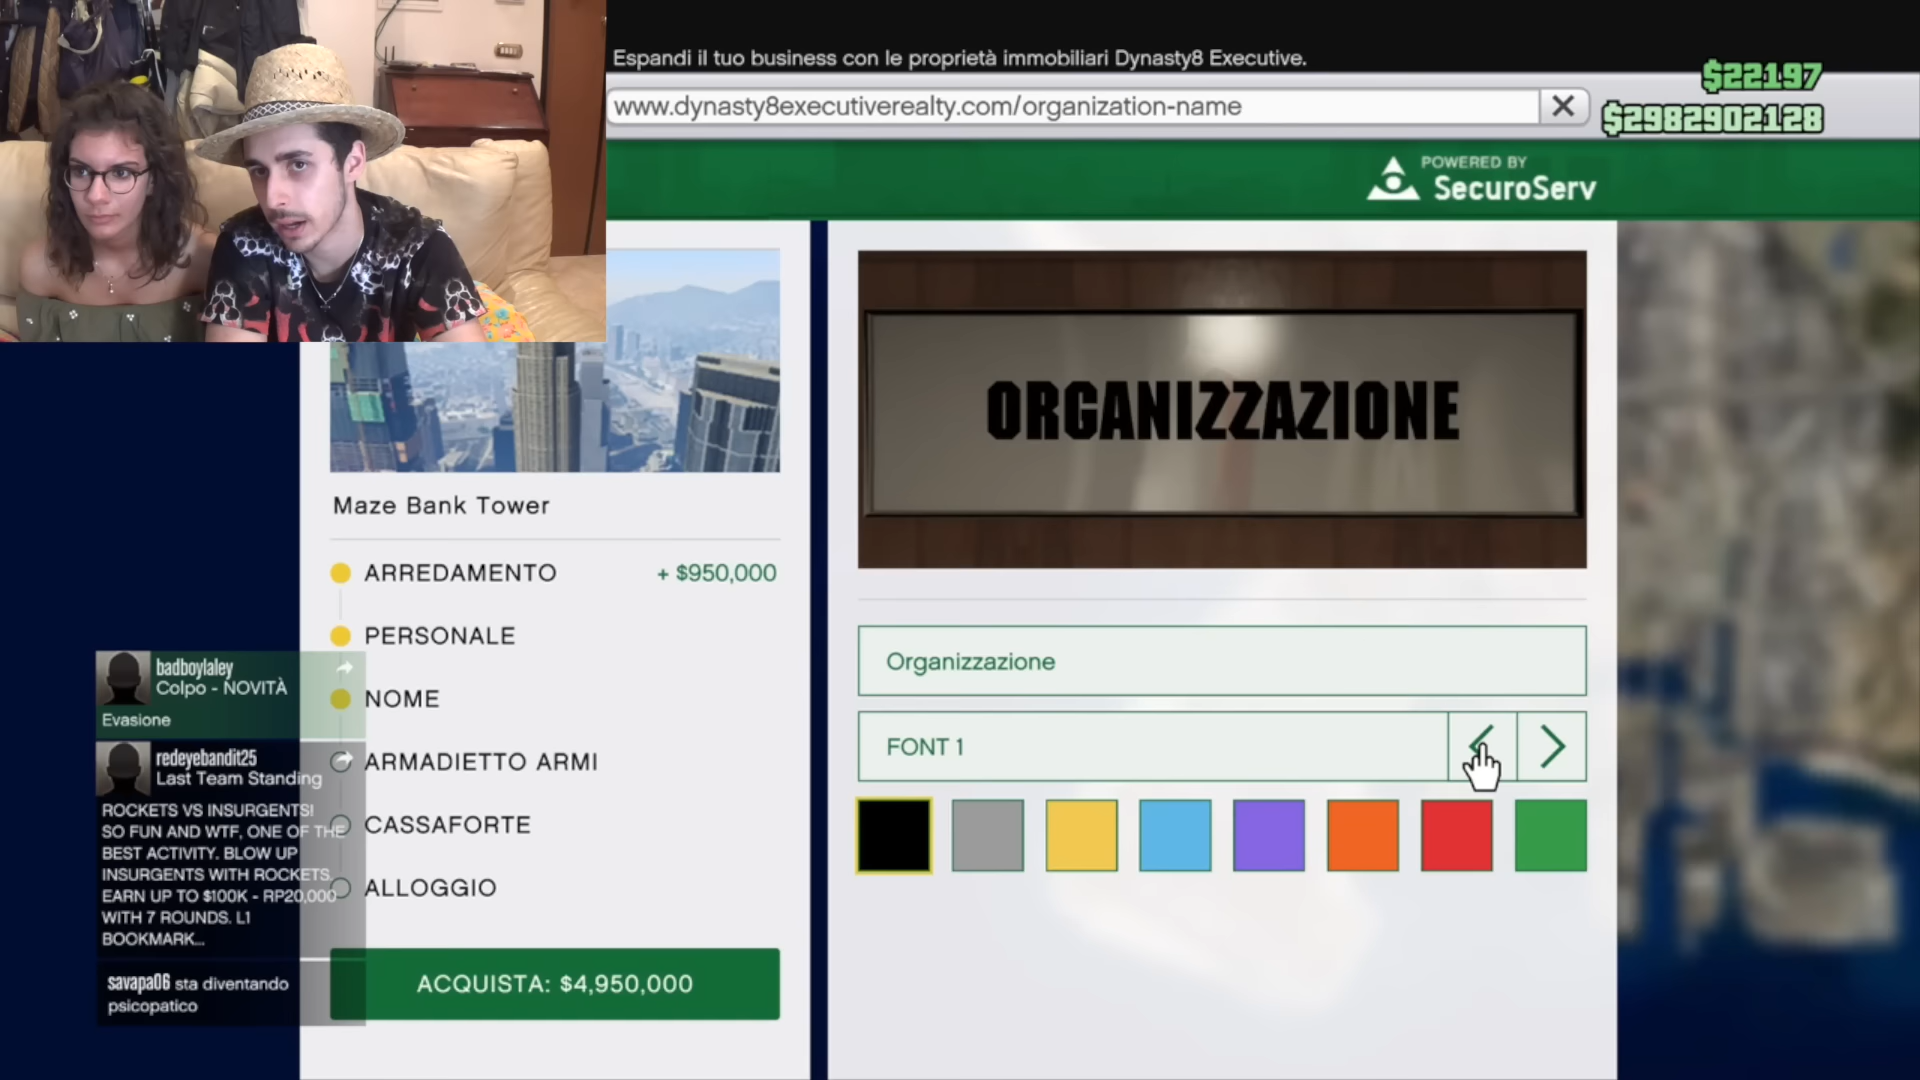 Espandi il tuo business con le proprietà immobiliari Dynasty8 Executive.
www.dynasty8executiverealty.com/organization-name
$22197
$2982902128
POWERED BY
SecuroServ
ORGANIZZAZIONE
Maze Bank Tower
ARREDAMENTO + $950,000
PERSONALE
NOME
ARMADIETTO ARMI
CASSAFORTE
ALLOGGIO
ACQUISTA: $4,950,000
Organizzazione
FONT 1
badboylaley
Colpo - NOVITÀ
Evasione
redeyebandit25
Last Team Standing
ROCKETS VS INSURGENTS!
SO FUN AND WTF, ONE OF THE
BEST ACTIVITY. BLOW UP
INSURGENTS WITH ROCKETS.
EARN UP TO $100K - RP20,000
WITH 7 ROUNDS. L1
BOOKMARK...
savapa06 sta diventando
psicopatico